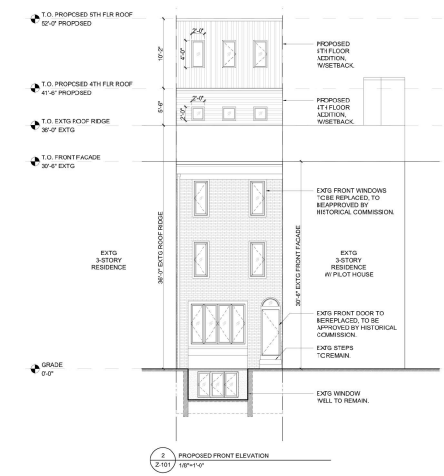 T.O. PROPOSED 5TH FLR ROOF
52'-0" PROPOSED
10'-2"
2'-0"
4'-0"
PROPOSED
5TH FLOOR
ADDITION,
W/SETBACK.
T.O. PROPOSED 4TH FLR ROOF
41'-6" PROPOSED
5'-6"
2'-0"
2'-0"
PROPOSED
4TH FLOOR
ADDITION,
W/SETBACK.
T.O. EXTG ROOF RIDGE
36'-0" EXTG
T.O. FRONT FACADE
30'-6" EXTG
EXTG FRONT WINDOWS
TO BE REPLACED, TO
BE APPROVED BY
HISTORICAL COMMISSION.
EXTG
3-STORY
RESIDENCE
36'-0" EXTG ROOF RIDGE
30'-6" EXTG FRONT FACADE
EXTG
3-STORY
RESIDENCE
W/ PILOT HOUSE
EXTG FRONT DOOR TO
BE REPLACED, TO BE
APPROVED BY HISTORICAL
COMMISSION.
EXTG STEPS
TO REMAIN.
GRADE
0'-0"
EXTG WINDOW
WELL TO REMAIN.
2
Z-101
PROPOSED FRONT ELEVATION
1/8"=1'-0"